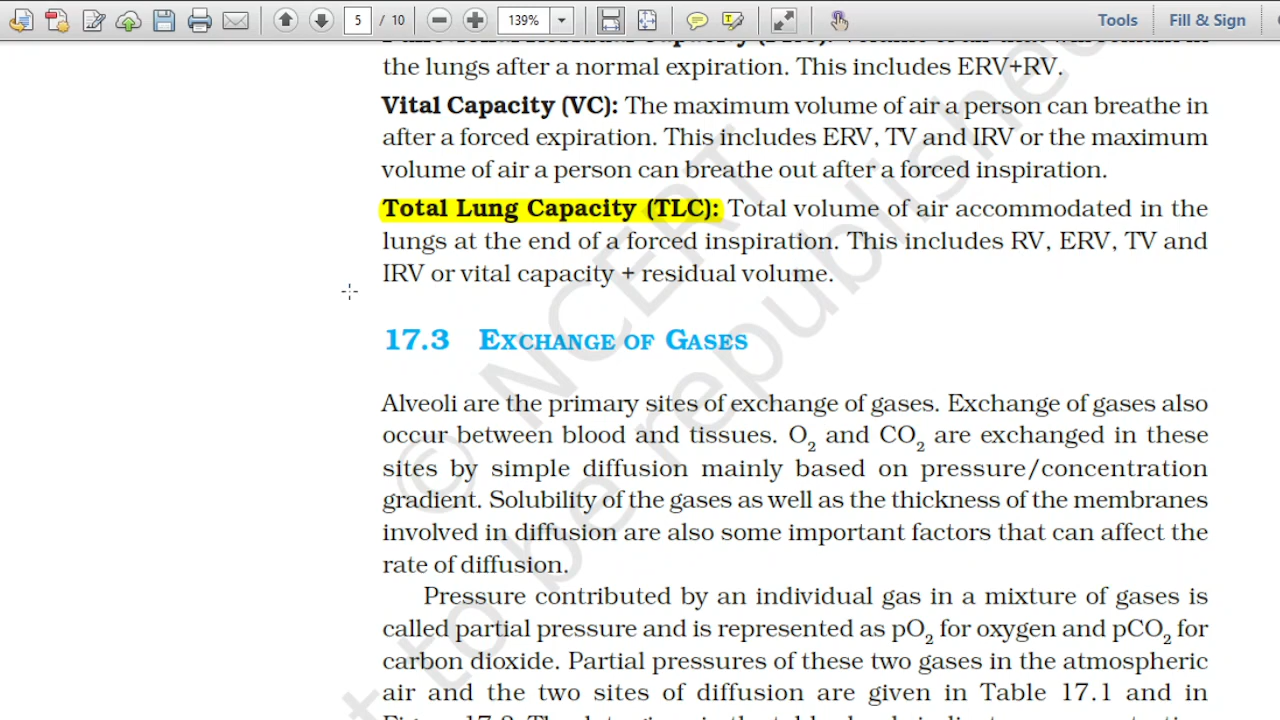 5 / 10
139%
Tools
Fill & Sign
the lungs after a normal expiration. This includes ERV+RV.
Vital Capacity (VC): The maximum volume of air a person can breathe in
after a forced expiration. This includes ERV, TV and IRV or the maximum
volume of air a person can breathe out after a forced inspiration.
Total Lung Capacity (TLC): Total volume of air accommodated in the
lungs at the end of a forced inspiration. This includes RV, ERV, TV and
IRV or vital capacity + residual volume.
17.3 EXCHANGE OF GASES
Alveoli are the primary sites of exchange of gases. Exchange of gases also
occur between blood and tissues. O₂ and CO₂ are exchanged in these
sites by simple diffusion mainly based on pressure/concentration
gradient. Solubility of the gases as well as the thickness of the membranes
involved in diffusion are also some important factors that can affect the
rate of diffusion.
Pressure contributed by an individual gas in a mixture of gases is
called partial pressure and is represented as pO₂ for oxygen and pCO₂ for
carbon dioxide. Partial pressures of these two gases in the atmospheric
air and the two sites of diffusion are given in Table 17.1 and in
© NCERT
be republished